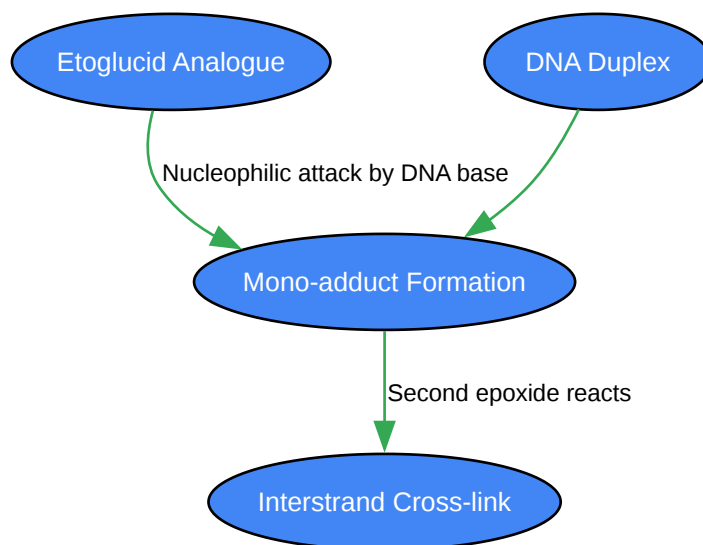 Etoglucid Analogue
DNA Duplex
Nucleophilic attack by DNA base
Mono-adduct Formation
Second epoxide reacts
Interstrand Cross-link